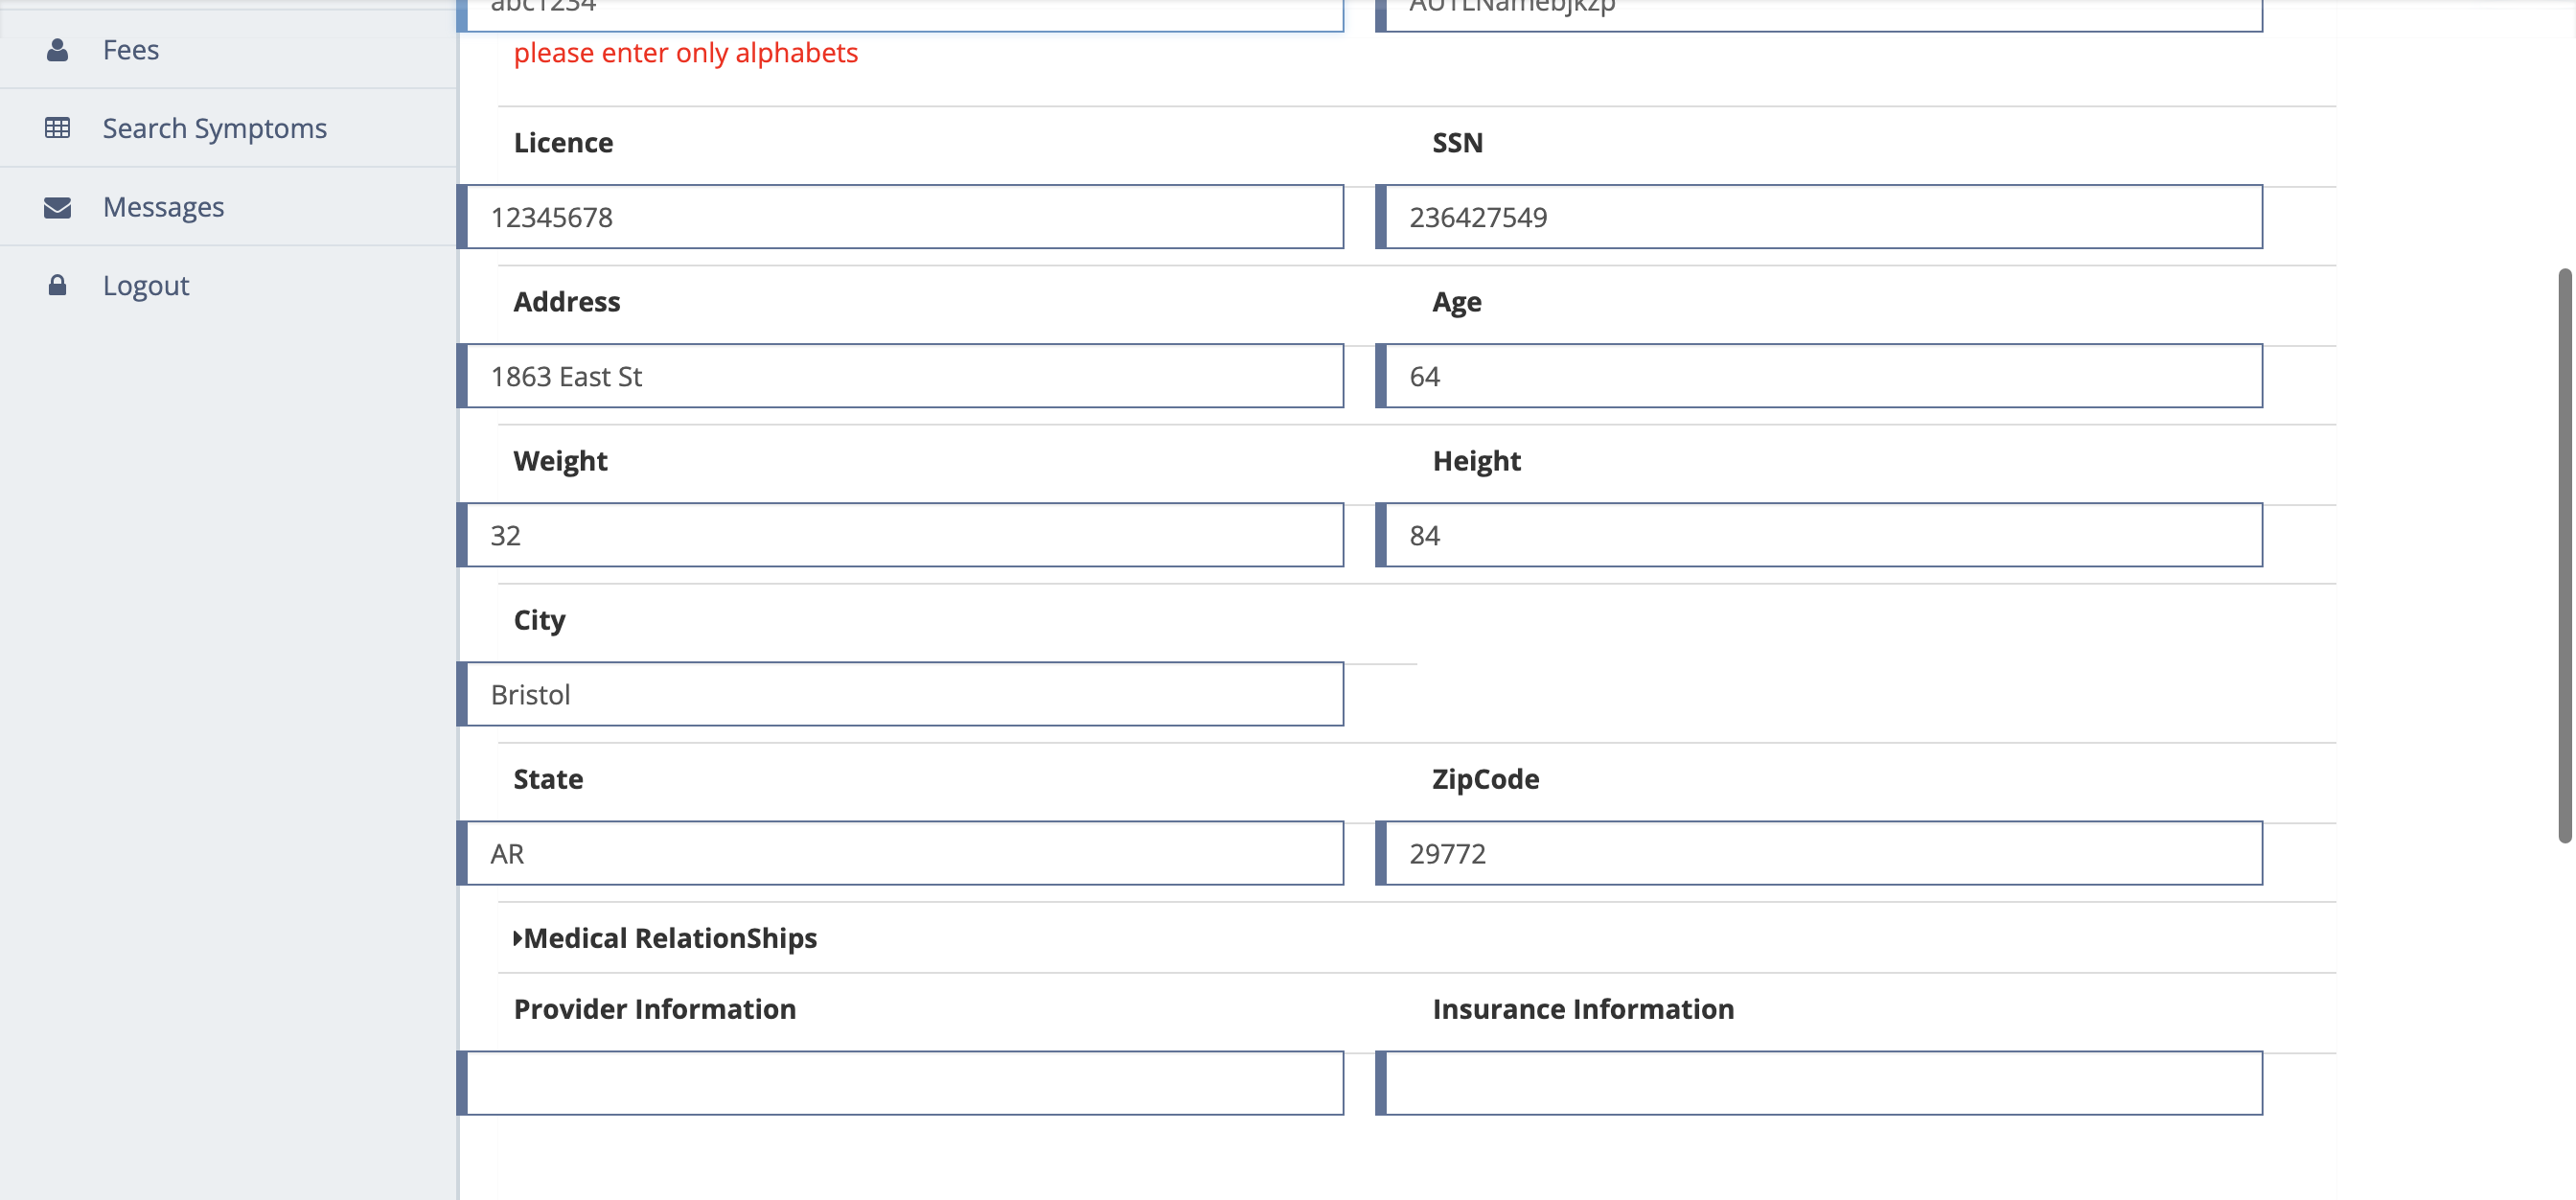 abc1234 AUTLNamebjkzp
Fees
please enter only alphabets
Search Symptoms
Licence SSN
Messages
12345678 236427549
Logout
Address Age
1863 East St 64
Weight Height
32 84
City
Bristol
State ZipCode
AR 29772
Medical RelationShips
Provider Information Insurance Information